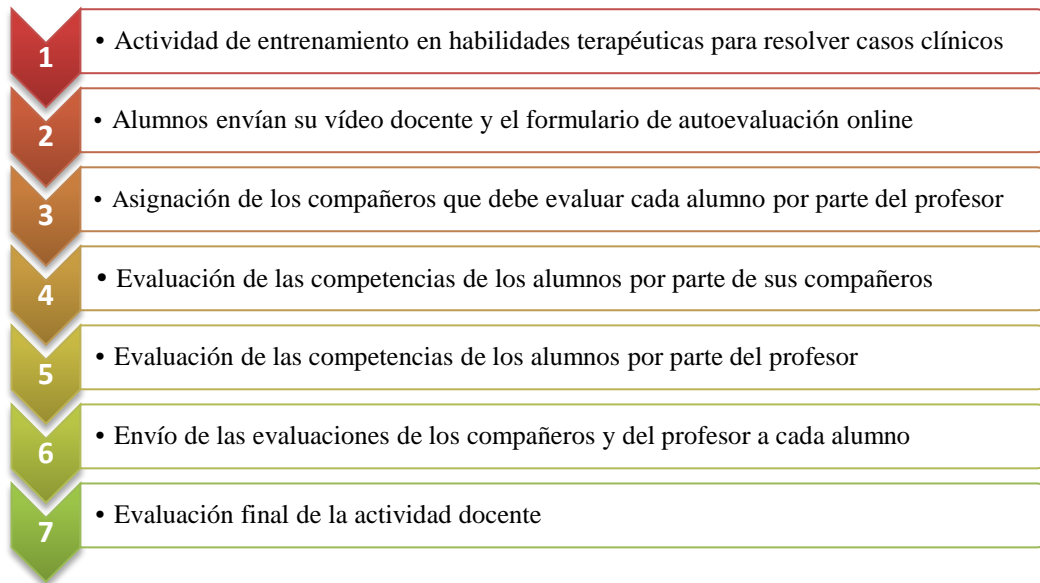 1 • Actividad de entrenamiento en habilidades terapéuticas para resolver casos clínicos
2 • Alumnos envían su vídeo docente y el formulario de autoevaluación online
3 • Asignación de los compañeros que debe evaluar cada alumno por parte del profesor
4 • Evaluación de las competencias de los alumnos por parte de sus compañeros
5 • Evaluación de las competencias de los alumnos por parte del profesor
6 • Envío de las evaluaciones de los compañeros y del profesor a cada alumno
7 • Evaluación final de la actividad docente